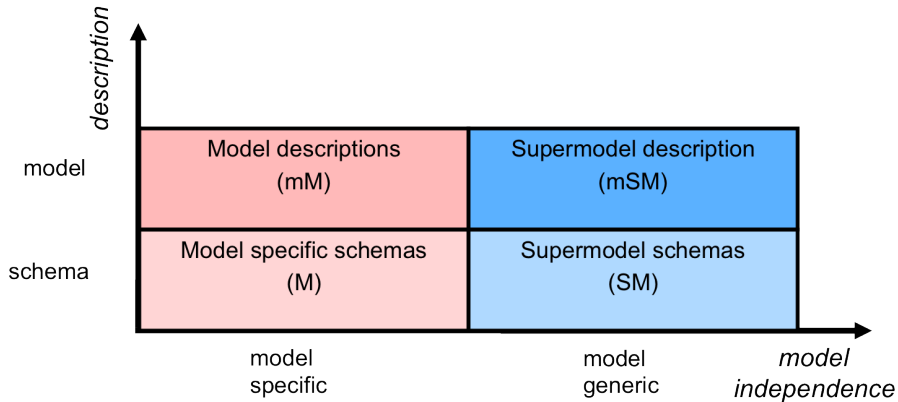 description
model
Model descriptions
(mM)
Supermodel description
(mSM)
schema
Model specific schemas
(M)
Supermodel schemas
(SM)
model
specific
model
generic
model
independence